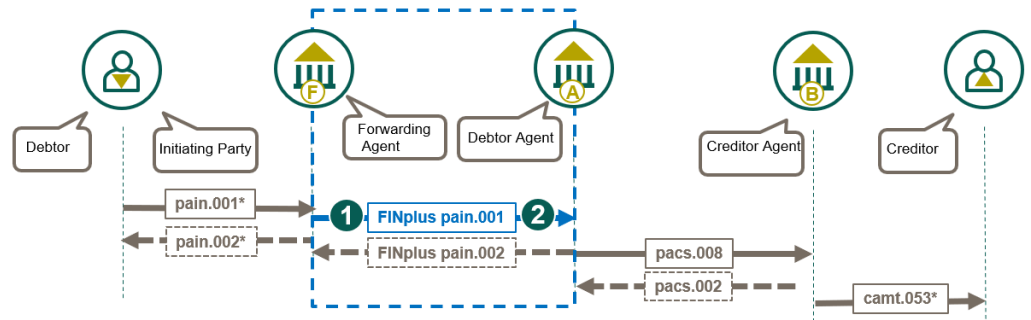 F
A
B
Debtor
Initiating Party
Forwarding
Agent
Debtor Agent
Creditor Agent
Creditor
pain.001*
1
FINplus pain.001
2
pain.002*
FINplus pain.002
pacs.008
pacs.002
camt.053*